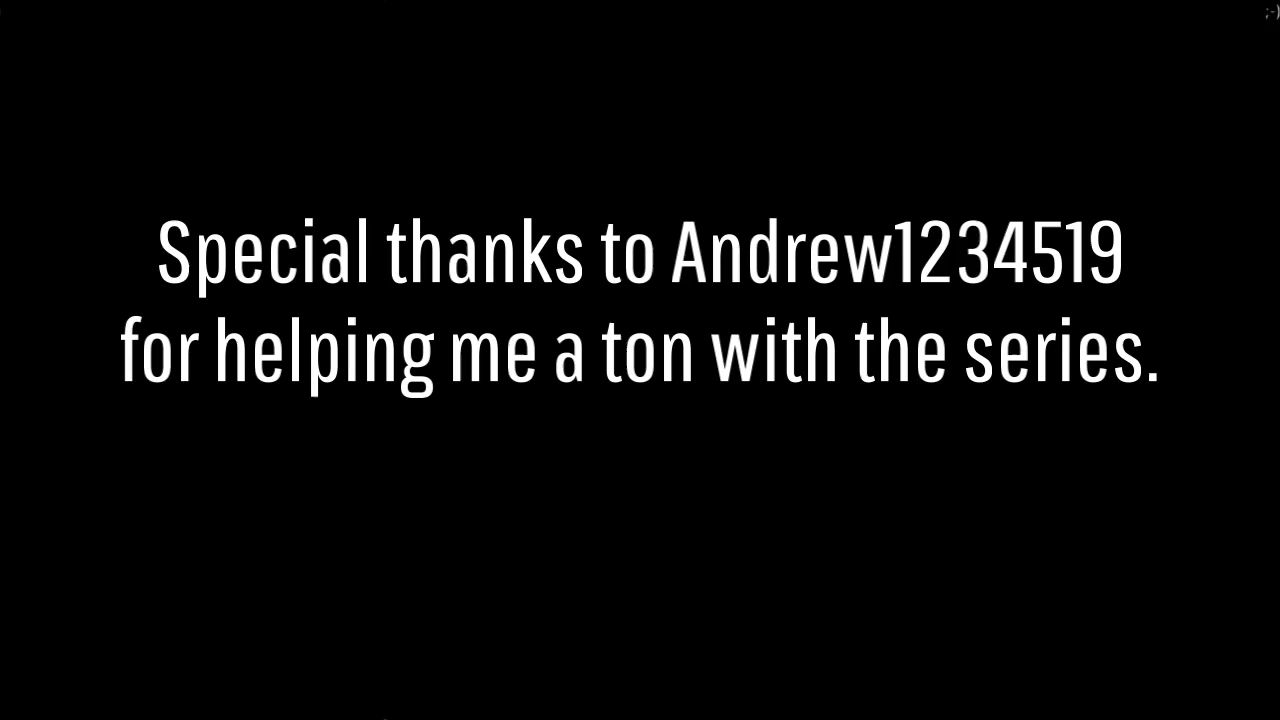 ;-)
Special thanks to Andrew1234519
for helping me a ton with the series.